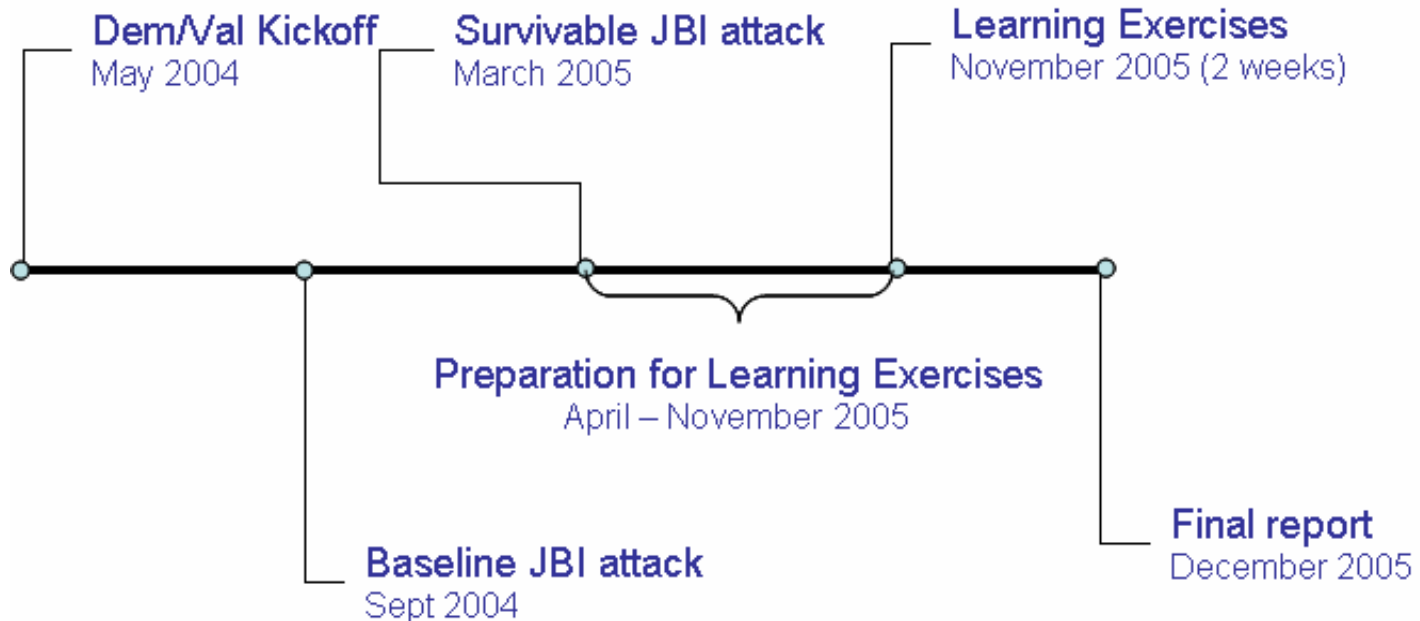 Dem/Val Kickoff
May 2004
Survivable JBI attack
March 2005
Learning Exercises
November 2005 (2 weeks)
Preparation for Learning Exercises
April – November 2005
Baseline JBI attack
Sept 2004
Final report
December 2005